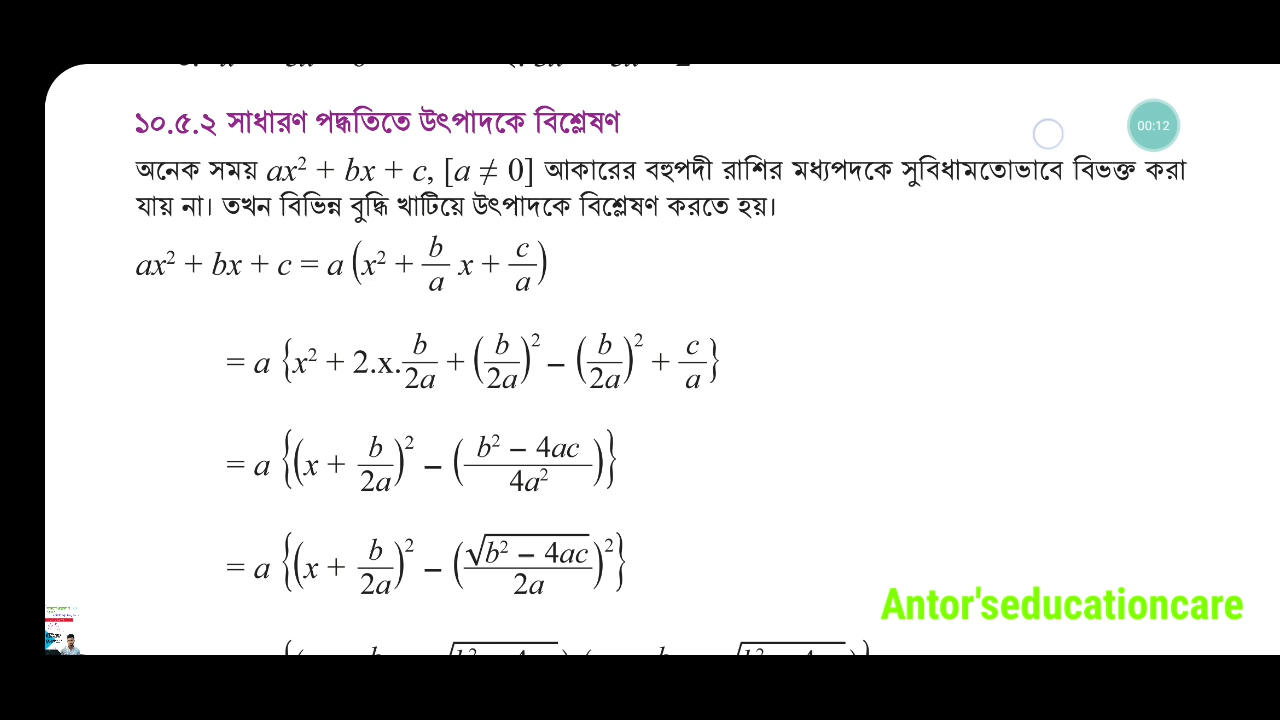 ১০.৫.২ সাধারণ পদ্ধতিতে উৎপাদকে বিশ্লেষণ
00:12
অনেক সময় ax² + bx + c, [a ≠ 0] আকারের বহুপদী রাশির মধ্যপদকে সুবিধামতোভাবে বিভক্ত করা
যায় না। তখন বিভিন্ন বুদ্ধি খাটিয়ে উৎপাদকে বিশ্লেষণ করতে হয়।
ax² + bx + c = a (x² + b/a x + c/a)
= a {x² + 2.x. b/2a + (b/2a)² − (b/2a)² + c/a}
= a {(x + b/2a)² − (b² − 4ac / 4a²)}
= a {(x + b/2a)² − (√(b² − 4ac) / 2a)²}
Antor'seducationcare